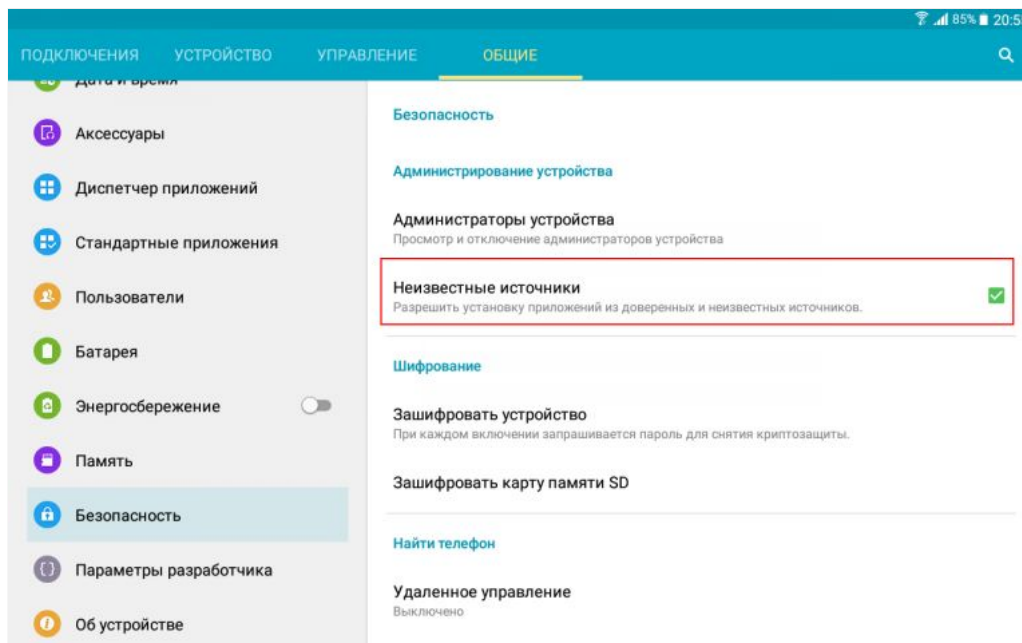 85% 20:5
ПОДКЛЮЧЕНИЯ УСТРОЙСТВО УПРАВЛЕНИЕ ОБЩИЕ
Дата и время
Аксессуары
Диспетчер приложений
Стандартные приложения
Пользователи
Батарея
Энергосбережение
Память
Безопасность
Параметры разработчика
Об устройстве
Безопасность
Администрирование устройства
Администраторы устройства
Просмотр и отключение администраторов устройства
Неизвестные источники
Разрешить установку приложений из доверенных и неизвестных источников.
Шифрование
Зашифровать устройство
При каждом включении запрашивается пароль для снятия криптозащиты.
Зашифровать карту памяти SD
Найти телефон
Удаленное управление
Выключено